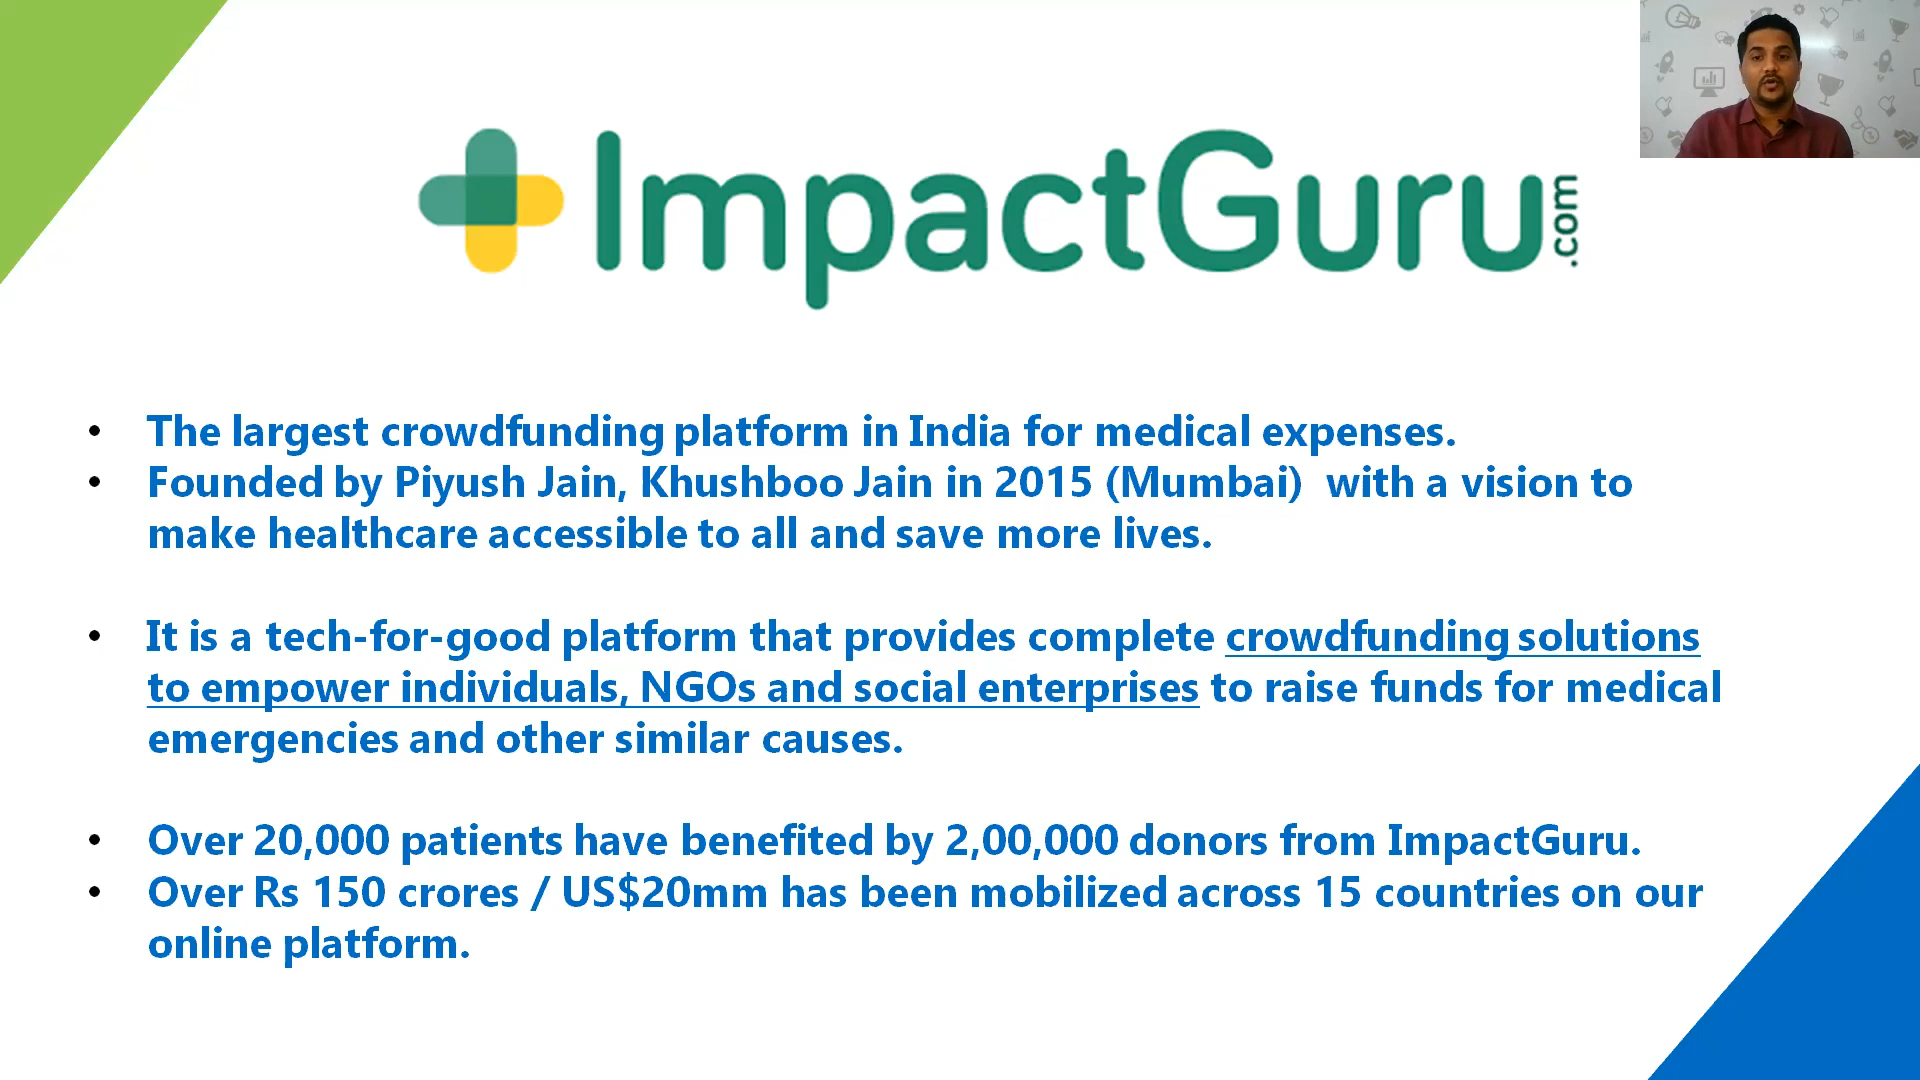 ImpactGuru.com
• The largest crowdfunding platform in India for medical expenses.
• Founded by Piyush Jain, Khushboo Jain in 2015 (Mumbai)  with a vision to
make healthcare accessible to all and save more lives.
• It is a tech-for-good platform that provides complete crowdfunding solutions
to empower individuals, NGOs and social enterprises to raise funds for medical
emergencies and other similar causes.
• Over 20,000 patients have benefited by 2,00,000 donors from ImpactGuru.
• Over Rs 150 crores / US$20mm has been mobilized across 15 countries on our
online platform.